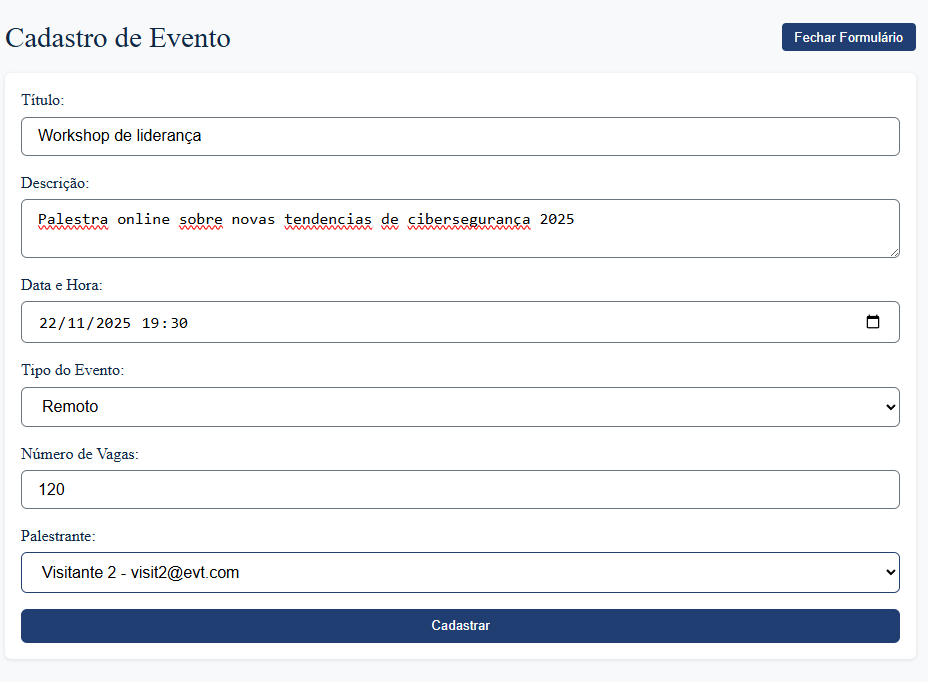 Cadastro de Evento
Fechar Formulário
Título:
Workshop de liderança
Descrição:
Palestra online sobre novas tendencias de cibersegurança 2025
Data e Hora:
22/11/2025 19:30
Tipo do Evento:
Remoto
Número de Vagas:
120
Palestrante:
Visitante 2 - visit2@evt.com
Cadastrar